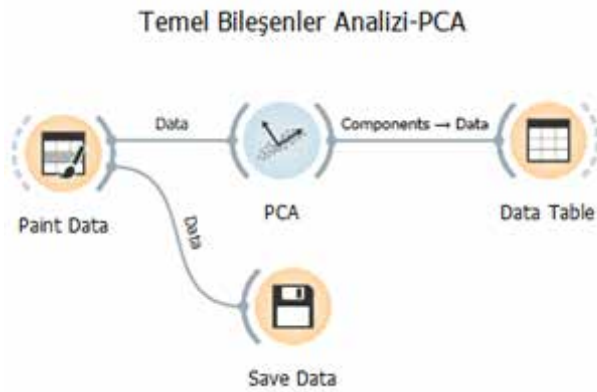 Temel Bileşenler Analizi-PCA
Data
Components → Data
Paint Data
PCA
Data Table
Data
Save Data